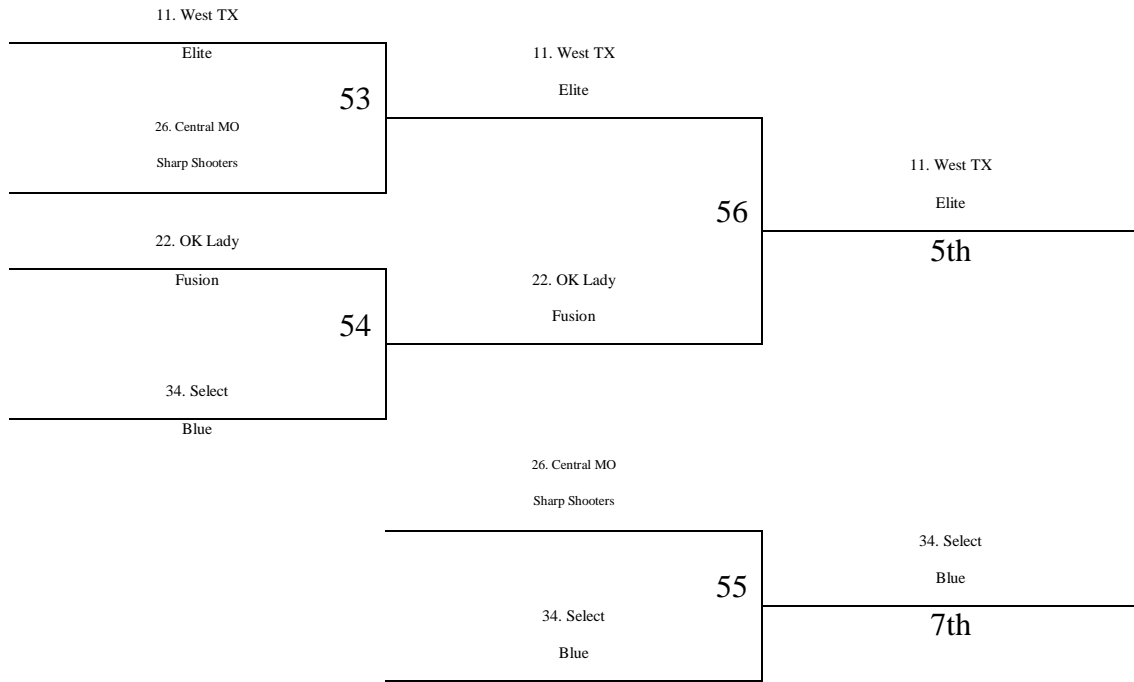 11. West TX
Elite
53
26. Central MO
Sharp Shooters
22. OK Lady
Fusion
54
34. Select
Blue
11. West TX
Elite
56
22. OK Lady
Fusion
26. Central MO
Sharp Shooters
55
34. Select
Blue
11. West TX
Elite
5th
34. Select
Blue
7th